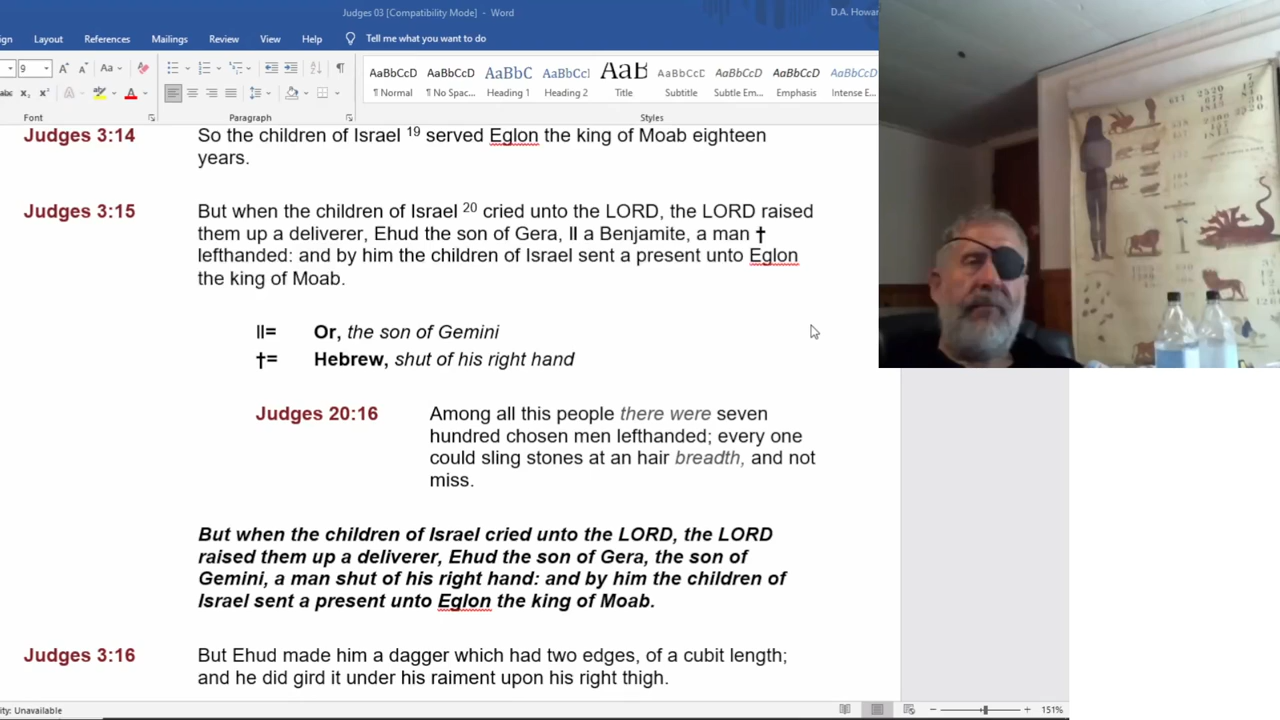 Judges 03 [Compatibility Mode] - Word
D.A. Howar
ign Layout References Mailings Review View Help Tell me what you want to do
9 Aa
abc x₂ x² A A
Font Paragraph Styles
AaBbCcD AaBbCcD AaBbC AaBbCcl AaB AaBbCcD AaBbCcD AaBbCcD AaBbCcD
¶ Normal ¶ No Spac... Heading 1 Heading 2 Title Subtitle Subtle Em... Emphasis Intense E...
Judges 3:14 So the children of Israel 19 served Eglon the king of Moab eighteen
years.
Judges 3:15 But when the children of Israel 20 cried unto the LORD, the LORD raised
them up a deliverer, Ehud the son of Gera, ‖ a Benjamite, a man †
lefthanded: and by him the children of Israel sent a present unto Eglon
the king of Moab.
‖= Or, the son of Gemini
†= Hebrew, shut of his right hand
Judges 20:16 Among all this people there were seven
hundred chosen men lefthanded; every one
could sling stones at an hair breadth, and not
miss.
But when the children of Israel cried unto the LORD, the LORD
raised them up a deliverer, Ehud the son of Gera, the son of
Gemini, a man shut of his right hand: and by him the children of
Israel sent a present unto Eglon the king of Moab.
Judges 3:16 But Ehud made him a dagger which had two edges, of a cubit length;
and he did gird it under his raiment upon his right thigh.
ity: Unavailable
151%
677
2520